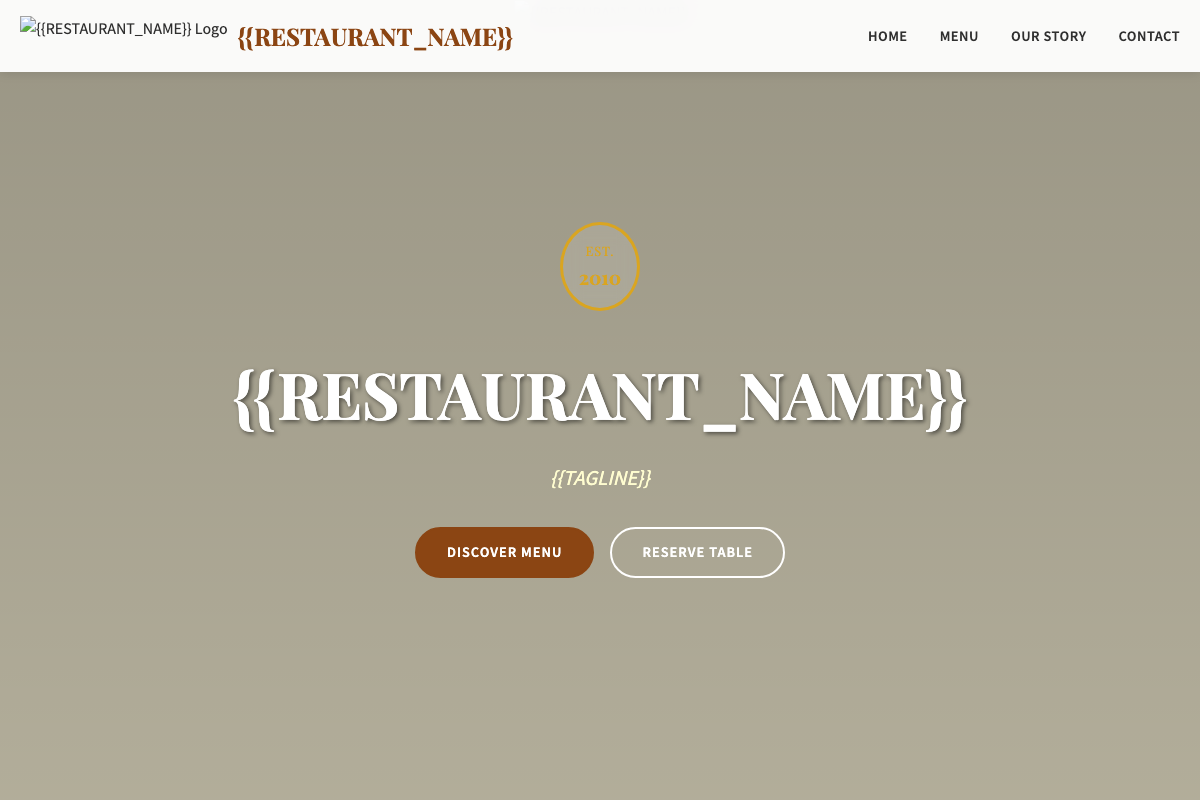 {{RESTAURANT_NAME}} Logo
{{RESTAURANT_NAME}}
HOME MENU OUR STORY CONTACT
EST.
2010
{{RESTAURANT_NAME}}
{{TAGLINE}}
DISCOVER MENU RESERVE TABLE